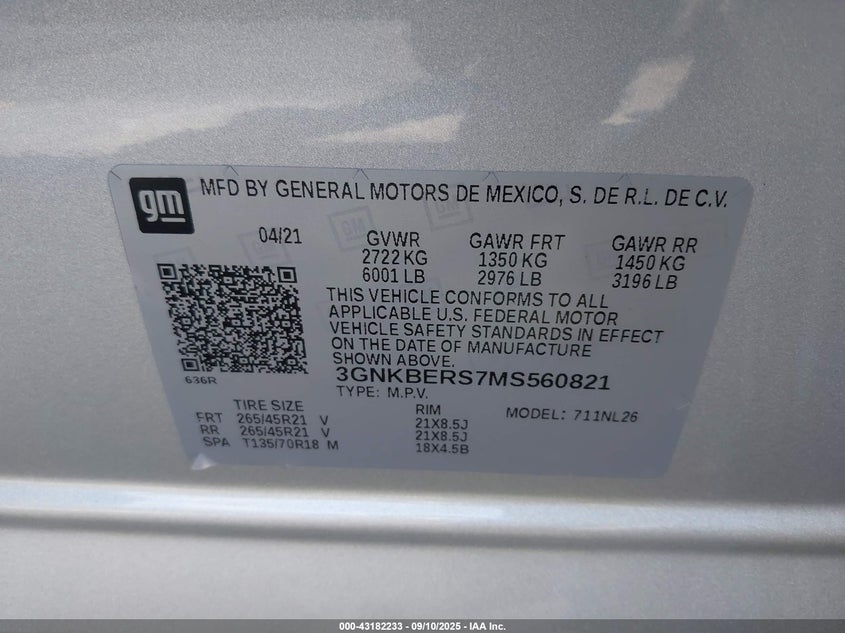 gm
MFD BY GENERAL MOTORS DE MEXICO, S. DE R.L. DE C.V.
04/21 GVWR GAWR FRT GAWR RR
2722 KG 1350 KG 1450 KG
6001 LB 2976 LB 3196 LB
THIS VEHICLE CONFORMS TO ALL
APPLICABLE U.S. FEDERAL MOTOR
VEHICLE SAFETY STANDARDS IN EFFECT
ON THE DATE OF MANUFACTURE
SHOWN ABOVE.
636R
3GNKBERS7MS560821
TYPE: M.P.V.
TIRE SIZE RIM MODEL: 711NL26
FRT 265/45R21 V 21X8.5J
RR 265/45R21 V 21X8.5J
SPA T135/70R18 M 18X4.5B
000-43182233 - 09/10/2025 - IAA Inc.